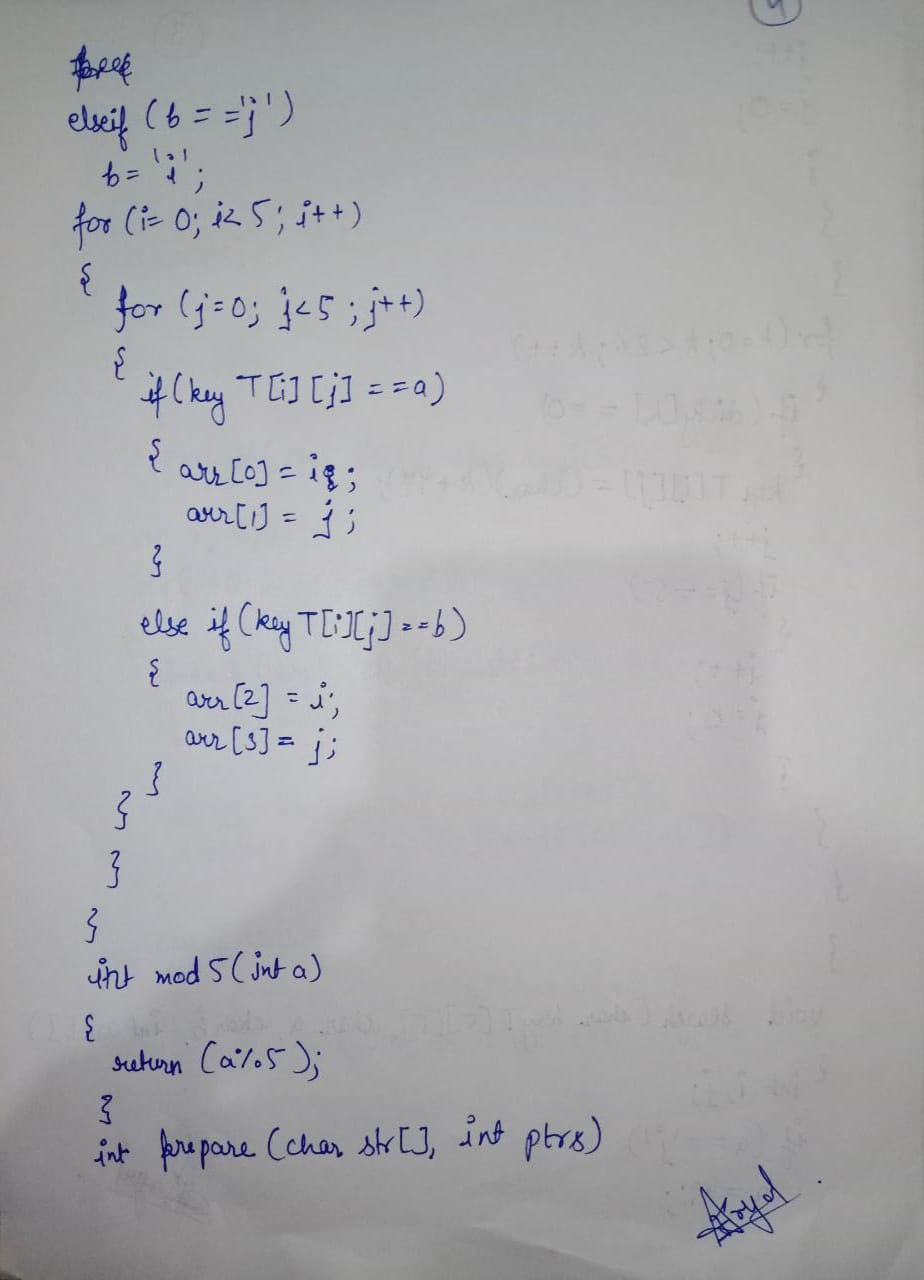 4
elseif (b = ='j')
b= 'i';
for (i= 0; i< 5; i++)
{
for (j=0; j<5 ; j++)
{
if (key T [i] [j] ==a)
{ arr [0] = i;
arr[1] = j;
}
else if (key T[i][j] ==b)
{
arr [2] = i;
arr [3] = j;
}
}
}
}
int mod 5 (int a)
{
return (a%5);
}
int prepare (char str[], int ptrs)